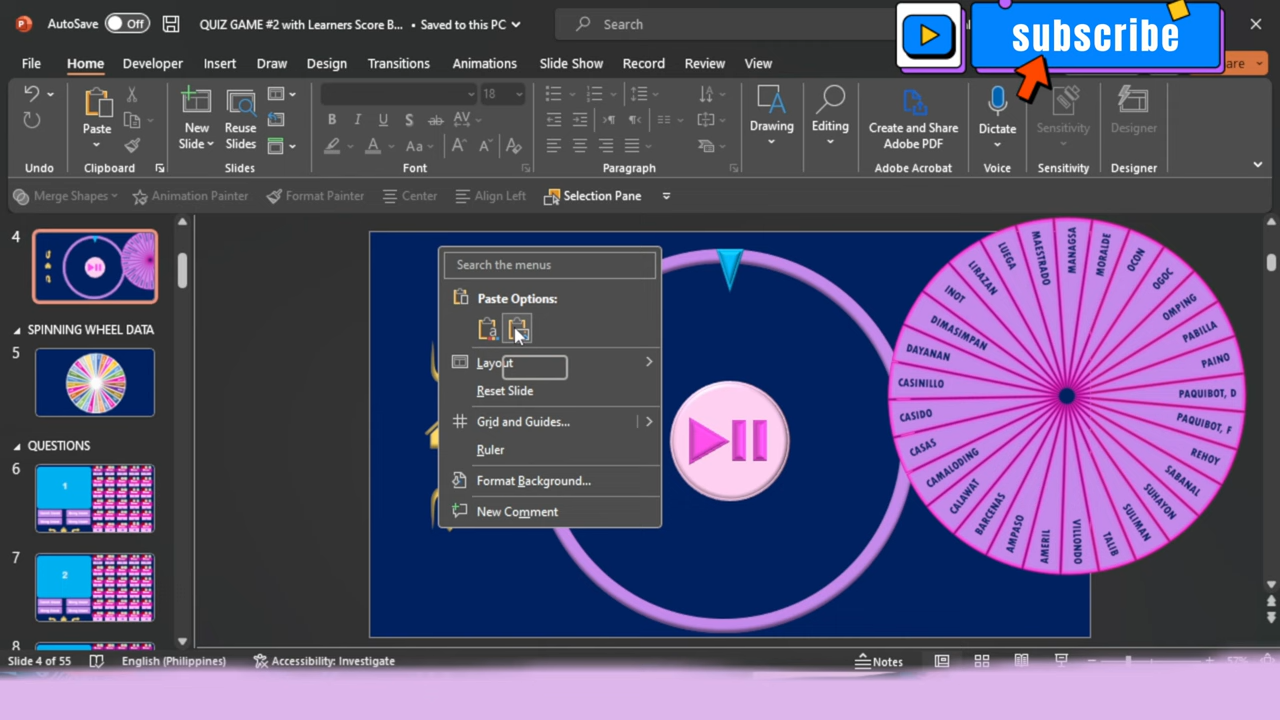 AutoSave Off QUIZ GAME #2 with Learners Score B... • Saved to this PC Search
subscribe
File Home Developer Insert Draw Design Transitions Animations Slide Show Record Review View
18
Paste New Slide Reuse Slides Drawing Editing Create and Share Adobe PDF Dictate Sensitivity Designer
Undo Clipboard Slides Font Paragraph Adobe Acrobat Voice Sensitivity Designer
Merge Shapes Animation Painter Format Painter Center Align Left Selection Pane
4
SPINNING WHEEL DATA
5
QUESTIONS
6
1
7
2
8
Search the menus
Paste Options:
Layout
Reset Slide
Grid and Guides...
Ruler
Format Background...
New Comment
MANAGSA
MORALDE
OCON
OGOC
OMPING
PABILLA
PAINO
PAQUIBOT, D
PAQUIBOT, F
REHOY
SABANAL
SUHAYON
SULIMAN
TALIB
VILLONDO
AMERIL
AMPASO
BARCENAS
CALAWAT
CAMALODING
CASAS
CASIDO
CASINILLO
DAYANAN
DIMASIMPAN
INOT
LIRAZAN
LUEGA
MAESTRADO
Slide 4 of 55 English (Philippines) Accessibility: Investigate Notes